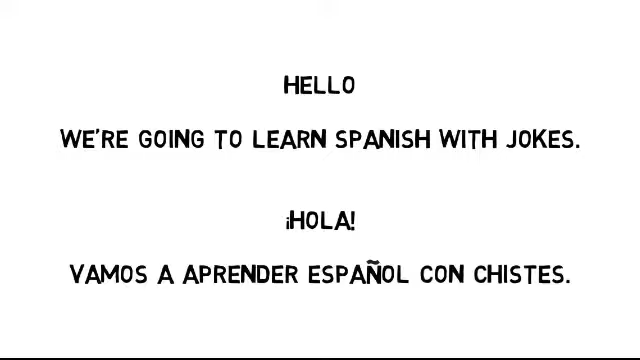 HELLO
WE'RE GOING TO LEARN SPANISH WITH JOKES.
¡HOLA!
VAMOS A APRENDER ESPAÑOL CON CHISTES.